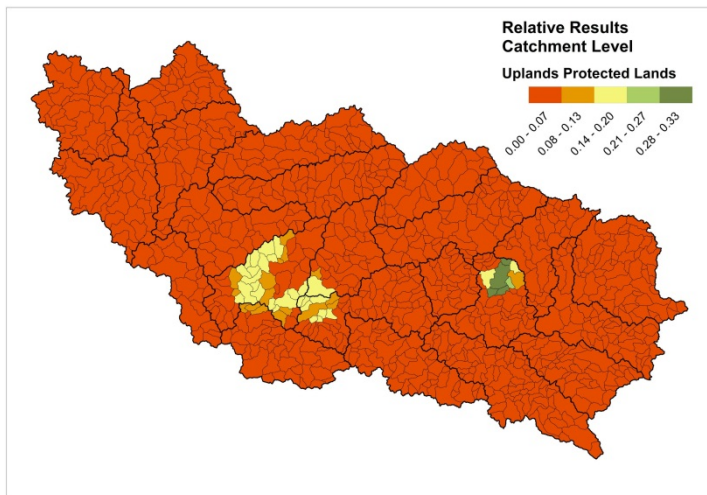 Relative Results
Catchment Level
Uplands Protected Lands
0.00 - 0.07
0.08 - 0.13
0.14 - 0.20
0.21 - 0.27
0.28 - 0.33